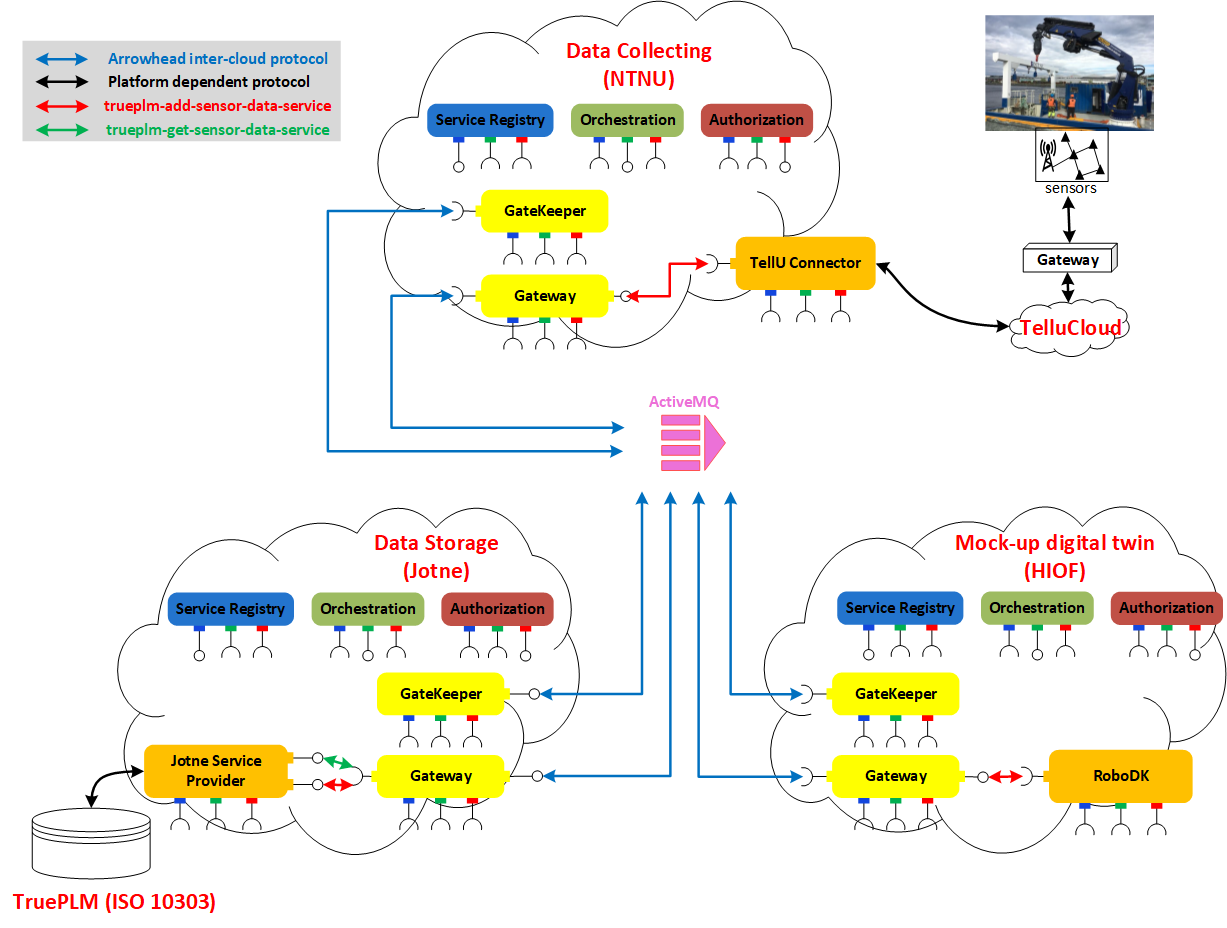 Arrowhead inter-cloud protocol
Platform dependent protocol
trueplm-add-sensor-data-service
trueplm-get-sensor-data-service
Data Collecting
(NTNU)
Service Registry
Orchestration
Authorization
GateKeeper
Gateway
TellU Connector
sensors
Gateway
TelluCloud
ActiveMQ
Data Storage
(Jotne)
Service Registry
Orchestration
Authorization
GateKeeper
Jotne Service
Provider
Gateway
TruePLM (ISO 10303)
Mock-up digital twin
(HIOF)
Service Registry
Orchestration
Authorization
GateKeeper
Gateway
RoboDK